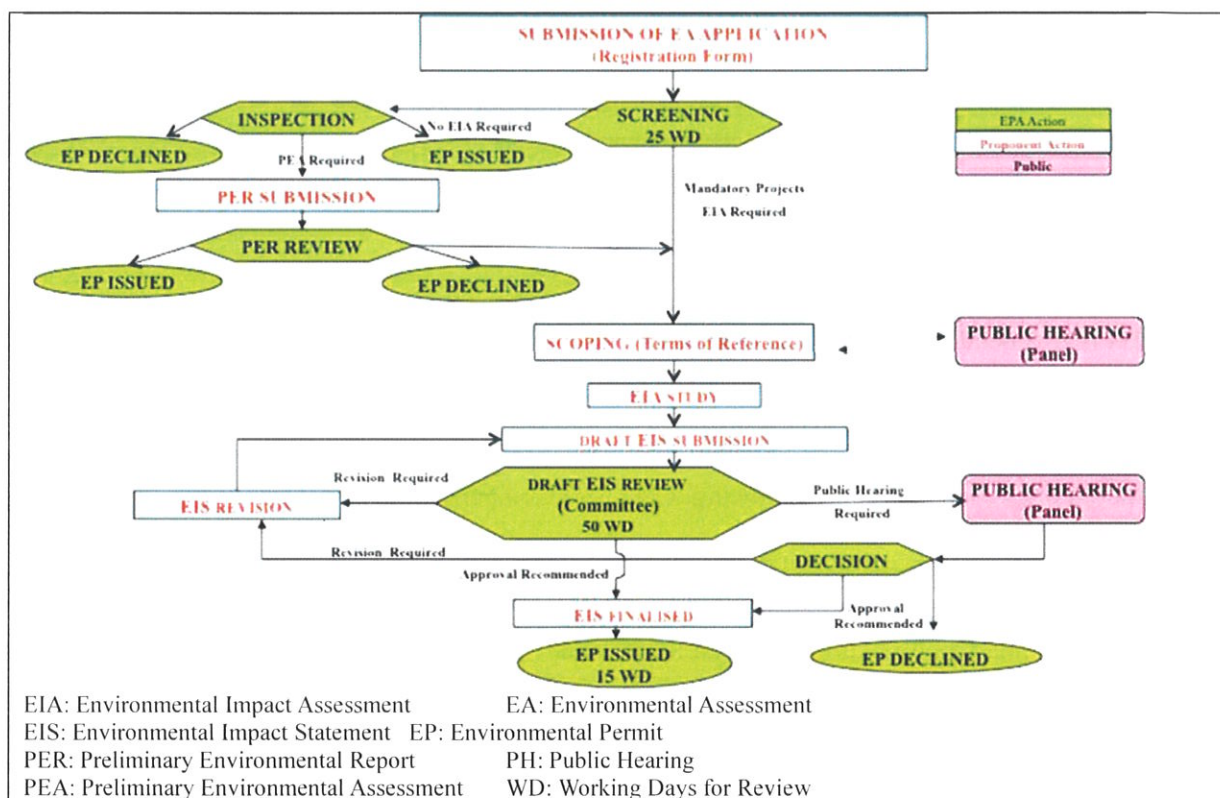 SUBMISSION OF EA APPLICATION
(Registration Form)
SCREENING
25 WD
INSPECTION
No EIA Required
EP DECLINED
EP ISSUED
PEA Required
PER SUBMISSION
PER REVIEW
EP ISSUED
EP DECLINED
Mandatory Projects
EIA Required
EPA Action
Proponent Action
Public
SCOPING (Terms of Reference)
PUBLIC HEARING
(Panel)
EIA STUDY
DRAFT EIS SUBMISSION
Revision Required
DRAFT EIS REVIEW
(Committee)
50 WD
Public Hearing
Required
PUBLIC HEARING
(Panel)
EIS REVISION
Revision Required
DECISION
Approval Recommended
EIS FINALISED
Approval
Recommended
EP ISSUED
15 WD
EP DECLINED
EIA: Environmental Impact Assessment EA: Environmental Assessment
EIS: Environmental Impact Statement EP: Environmental Permit
PER: Preliminary Environmental Report PH: Public Hearing
PEA: Preliminary Environmental Assessment WD: Working Days for Review